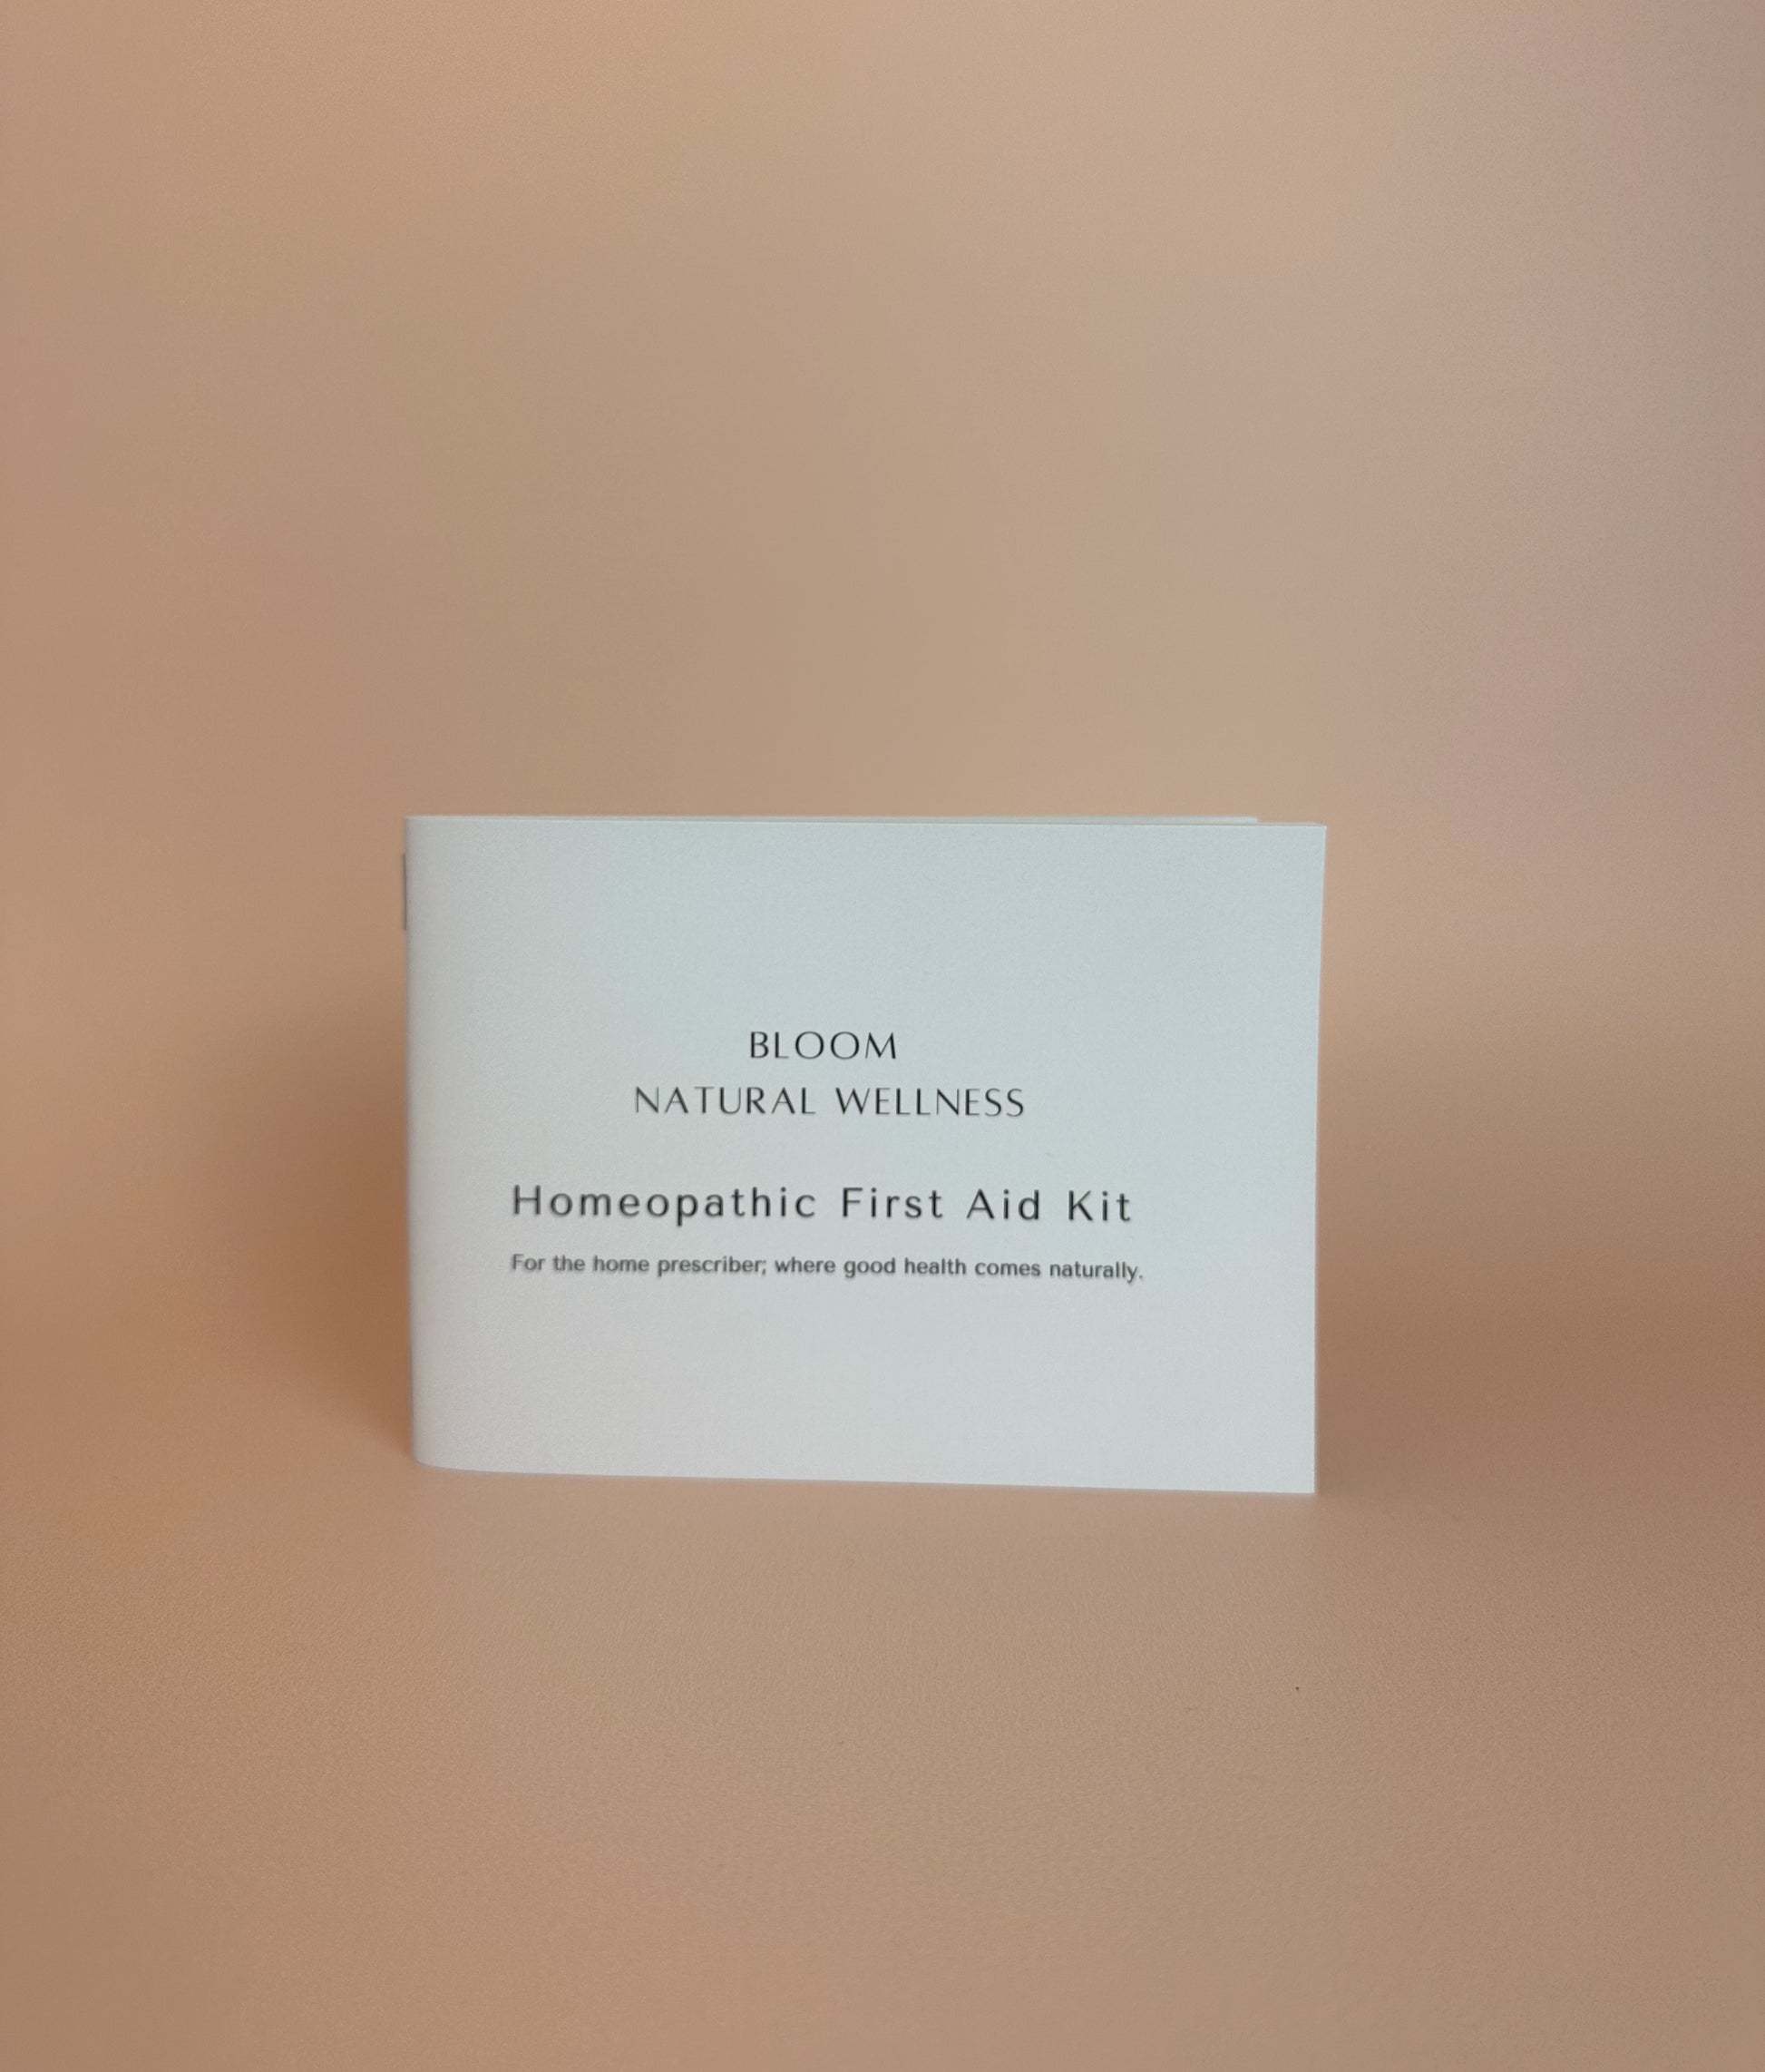 BLOOM
NATURAL WELLNESS
Homeopathic First Aid Kit
For the home prescriber; where good health comes naturally.